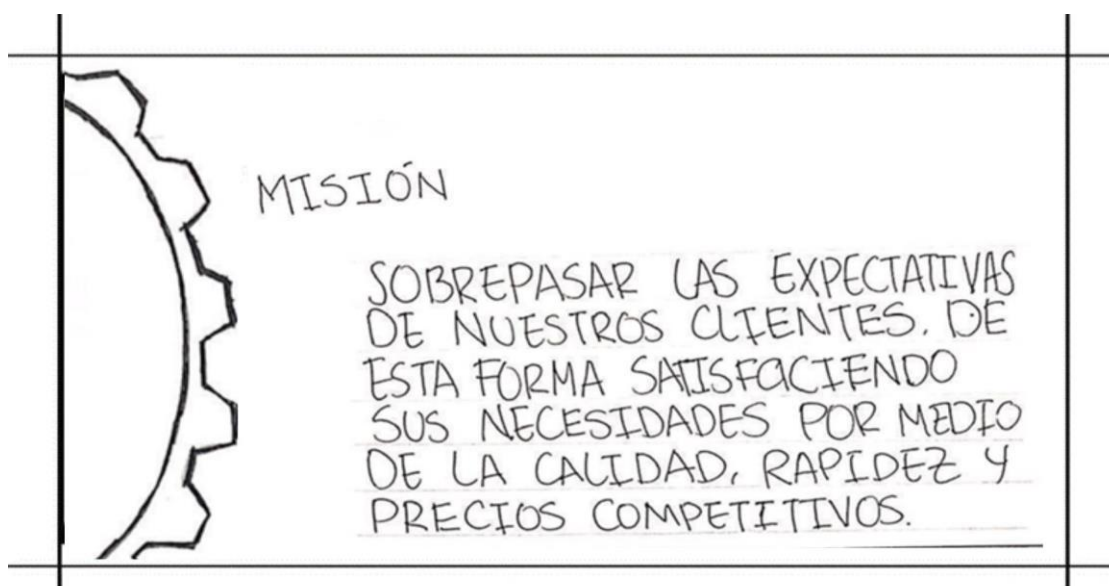 MISIÓN
SOBREPASAR LAS EXPECTATIVAS
DE NUESTROS CLIENTES. DE
ESTA FORMA SATISFACIENDO
SUS NECESIDADES POR MEDIO
DE LA CALIDAD, RAPIDEZ Y
PRECIOS COMPETITIVOS.